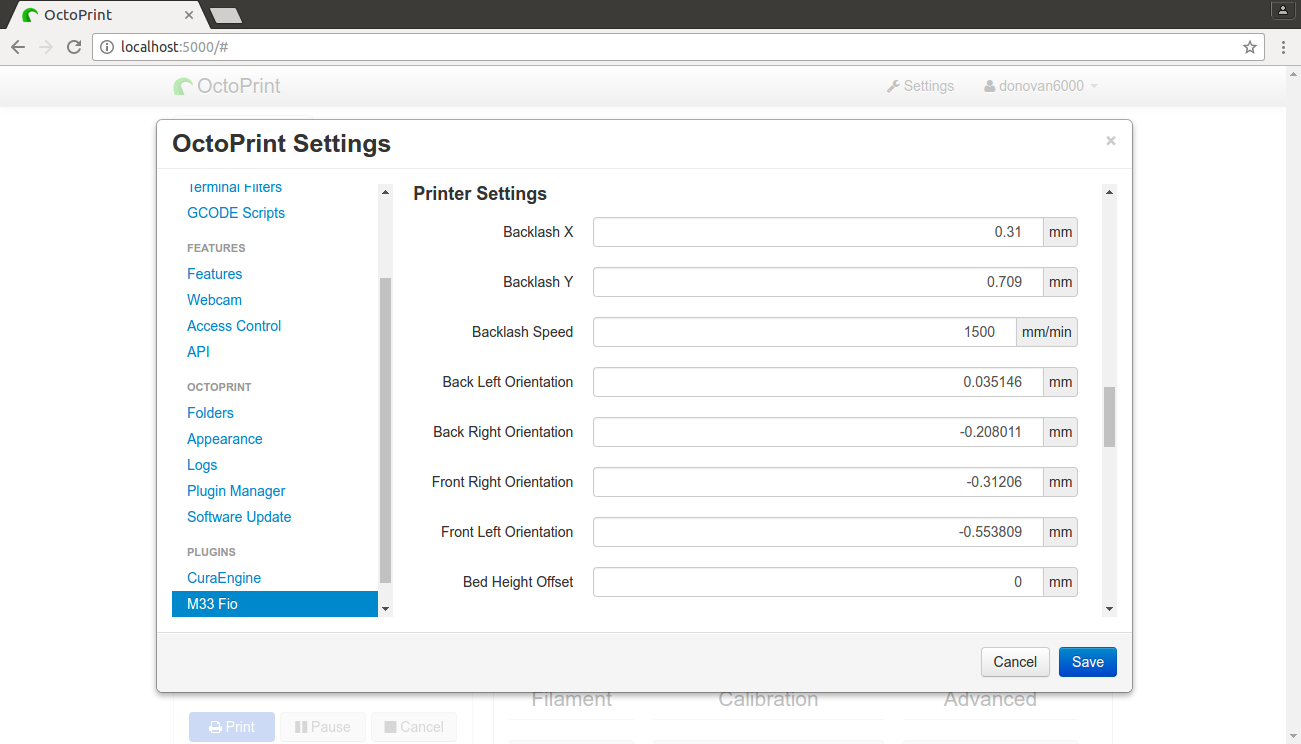 OctoPrint
localhost:5000/#
OctoPrint
Settings
donovan6000
OctoPrint Settings
×
Terminal Filters
GCODE Scripts
FEATURES
Features
Webcam
Access Control
API
OCTOPRINT
Folders
Appearance
Logs
Plugin Manager
Software Update
PLUGINS
CuraEngine
M33 Fio
Printer Settings
Backlash X 0.31 mm
Backlash Y 0.709 mm
Backlash Speed 1500 mm/min
Back Left Orientation 0.035146 mm
Back Right Orientation -0.208011 mm
Front Right Orientation -0.31206 mm
Front Left Orientation -0.553809 mm
Bed Height Offset 0 mm
Cancel Save
Filament Calibration Advanced
Print Pause Cancel